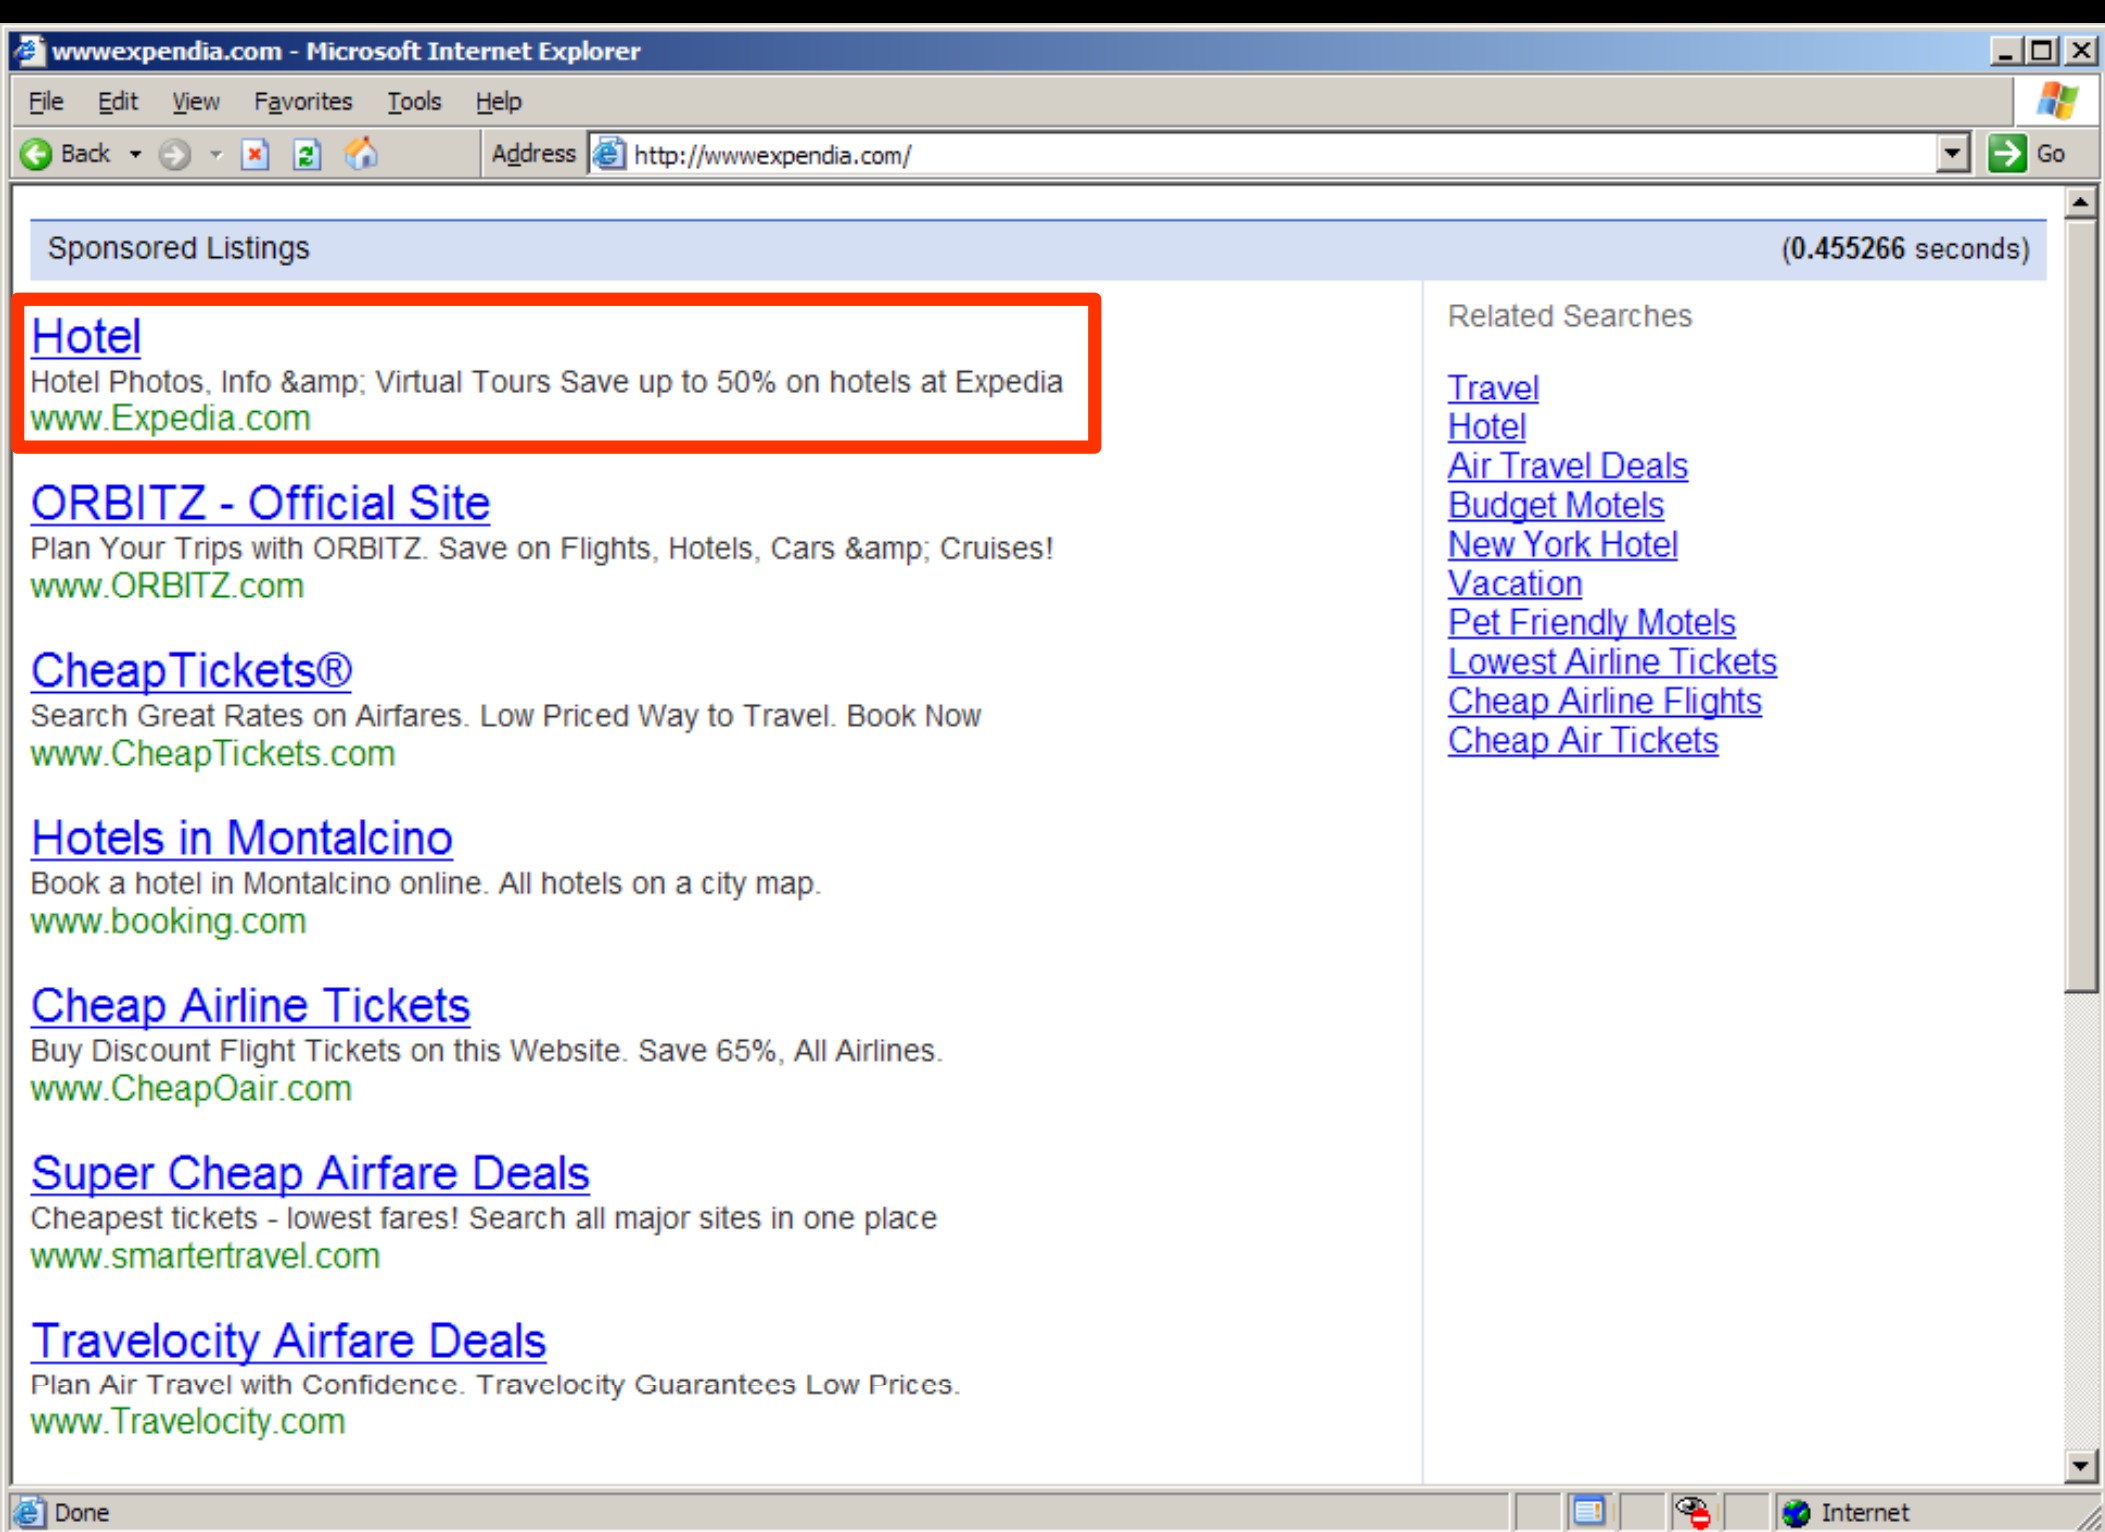 wwwexpendia.com - Microsoft Internet Explorer
File Edit View Favorites Tools Help
Back Address http://wwwexpendia.com/ Go
Sponsored Listings (0.455266 seconds)
Hotel
Hotel Photos, Info &amp; Virtual Tours Save up to 50% on hotels at Expedia
www.Expedia.com
ORBITZ - Official Site
Plan Your Trips with ORBITZ. Save on Flights, Hotels, Cars &amp; Cruises!
www.ORBITZ.com
CheapTickets®
Search Great Rates on Airfares. Low Priced Way to Travel. Book Now
www.CheapTickets.com
Hotels in Montalcino
Book a hotel in Montalcino online. All hotels on a city map.
www.booking.com
Cheap Airline Tickets
Buy Discount Flight Tickets on this Website. Save 65%, All Airlines.
www.CheapOair.com
Super Cheap Airfare Deals
Cheapest tickets - lowest fares! Search all major sites in one place
www.smartertravel.com
Travelocity Airfare Deals
Plan Air Travel with Confidence. Travelocity Guarantees Low Prices.
www.Travelocity.com
Related Searches
Travel
Hotel
Air Travel Deals
Budget Motels
New York Hotel
Vacation
Pet Friendly Motels
Lowest Airline Tickets
Cheap Airline Flights
Cheap Air Tickets
Done Internet